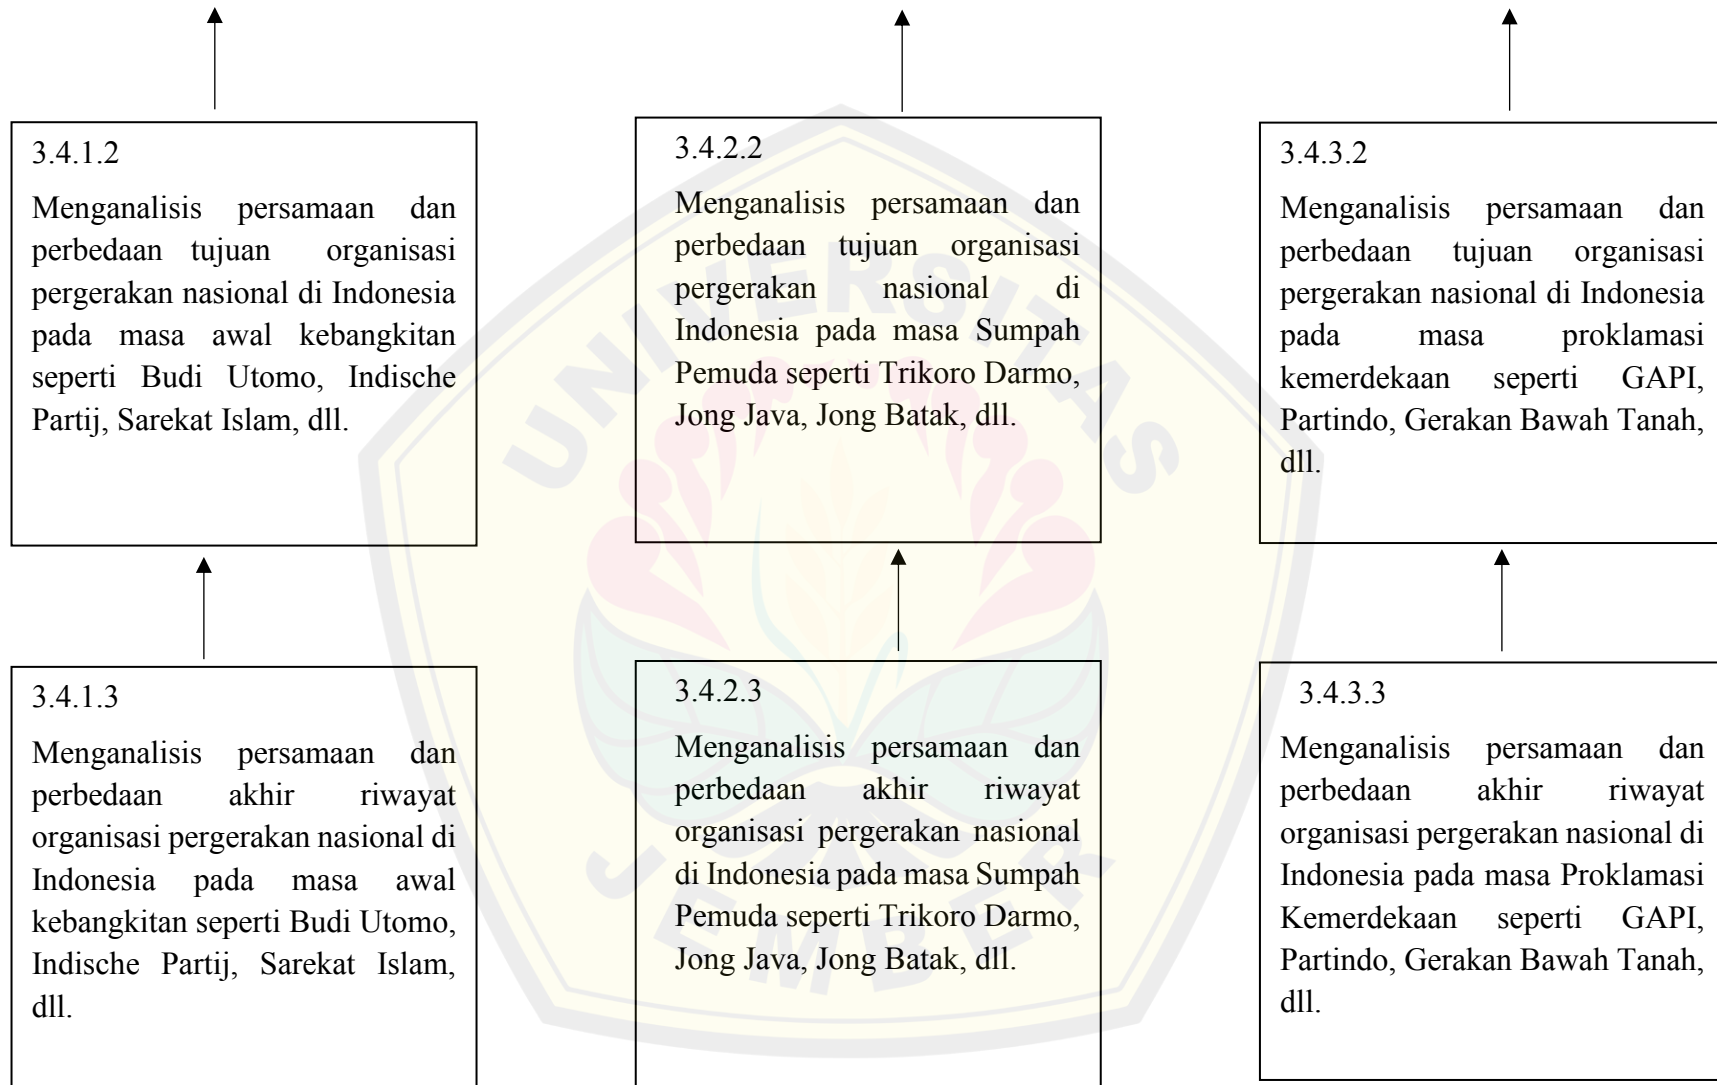 3.4.1.2
Menganalisis persamaan dan
perbedaan tujuan organisasi
pergerakan nasional di Indonesia
pada masa awal kebangkitan
seperti Budi Utomo, Indische
Partij, Sarekat Islam, dll.
3.4.2.2
Menganalisis persamaan dan
perbedaan tujuan organisasi
pergerakan nasional di
Indonesia pada masa Sumpah
Pemuda seperti Trikoro Darmo,
Jong Java, Jong Batak, dll.
3.4.3.2
Menganalisis persamaan dan
perbedaan tujuan organisasi
pergerakan nasional di Indonesia
pada masa proklamasi
kemerdekaan seperti GAPI,
Partindo, Gerakan Bawah Tanah,
dll.
3.4.1.3
Menganalisis persamaan dan
perbedaan akhir riwayat
organisasi pergerakan nasional di
Indonesia pada masa awal
kebangkitan seperti Budi Utomo,
Indische Partij, Sarekat Islam,
dll.
3.4.2.3
Menganalisis persamaan dan
perbedaan akhir riwayat
organisasi pergerakan nasional
di Indonesia pada masa Sumpah
Pemuda seperti Trikoro Darmo,
Jong Java, Jong Batak, dll.
3.4.3.3
Menganalisis persamaan dan
perbedaan akhir riwayat
organisasi pergerakan nasional di
Indonesia pada masa Proklamasi
Kemerdekaan seperti GAPI,
Partindo, Gerakan Bawah Tanah,
dll.
UNIVERSITAS
JEMBER